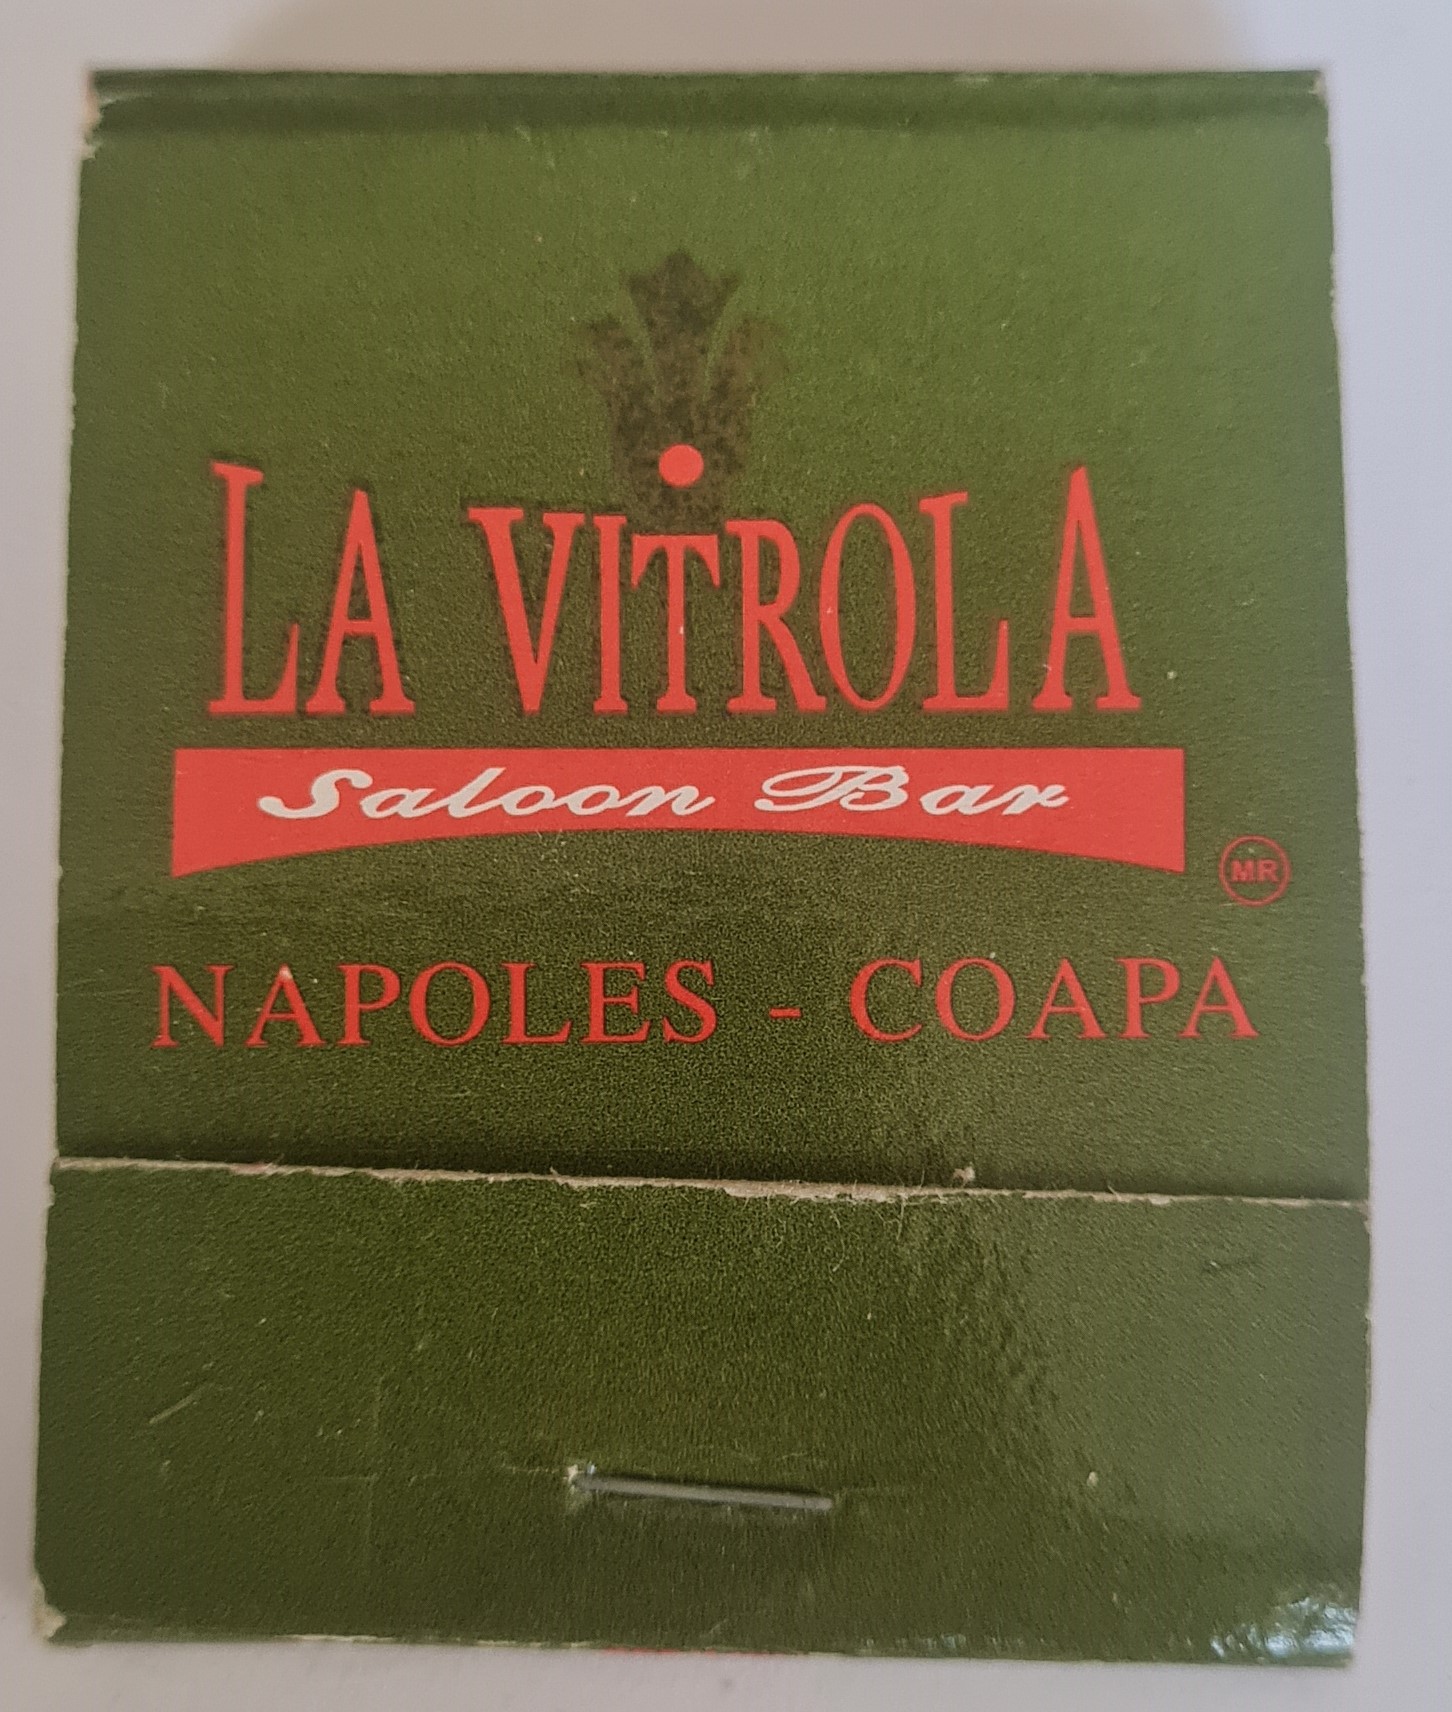 LA VITROLA
Saloon Bar
MR
NAPOLES - COAPA